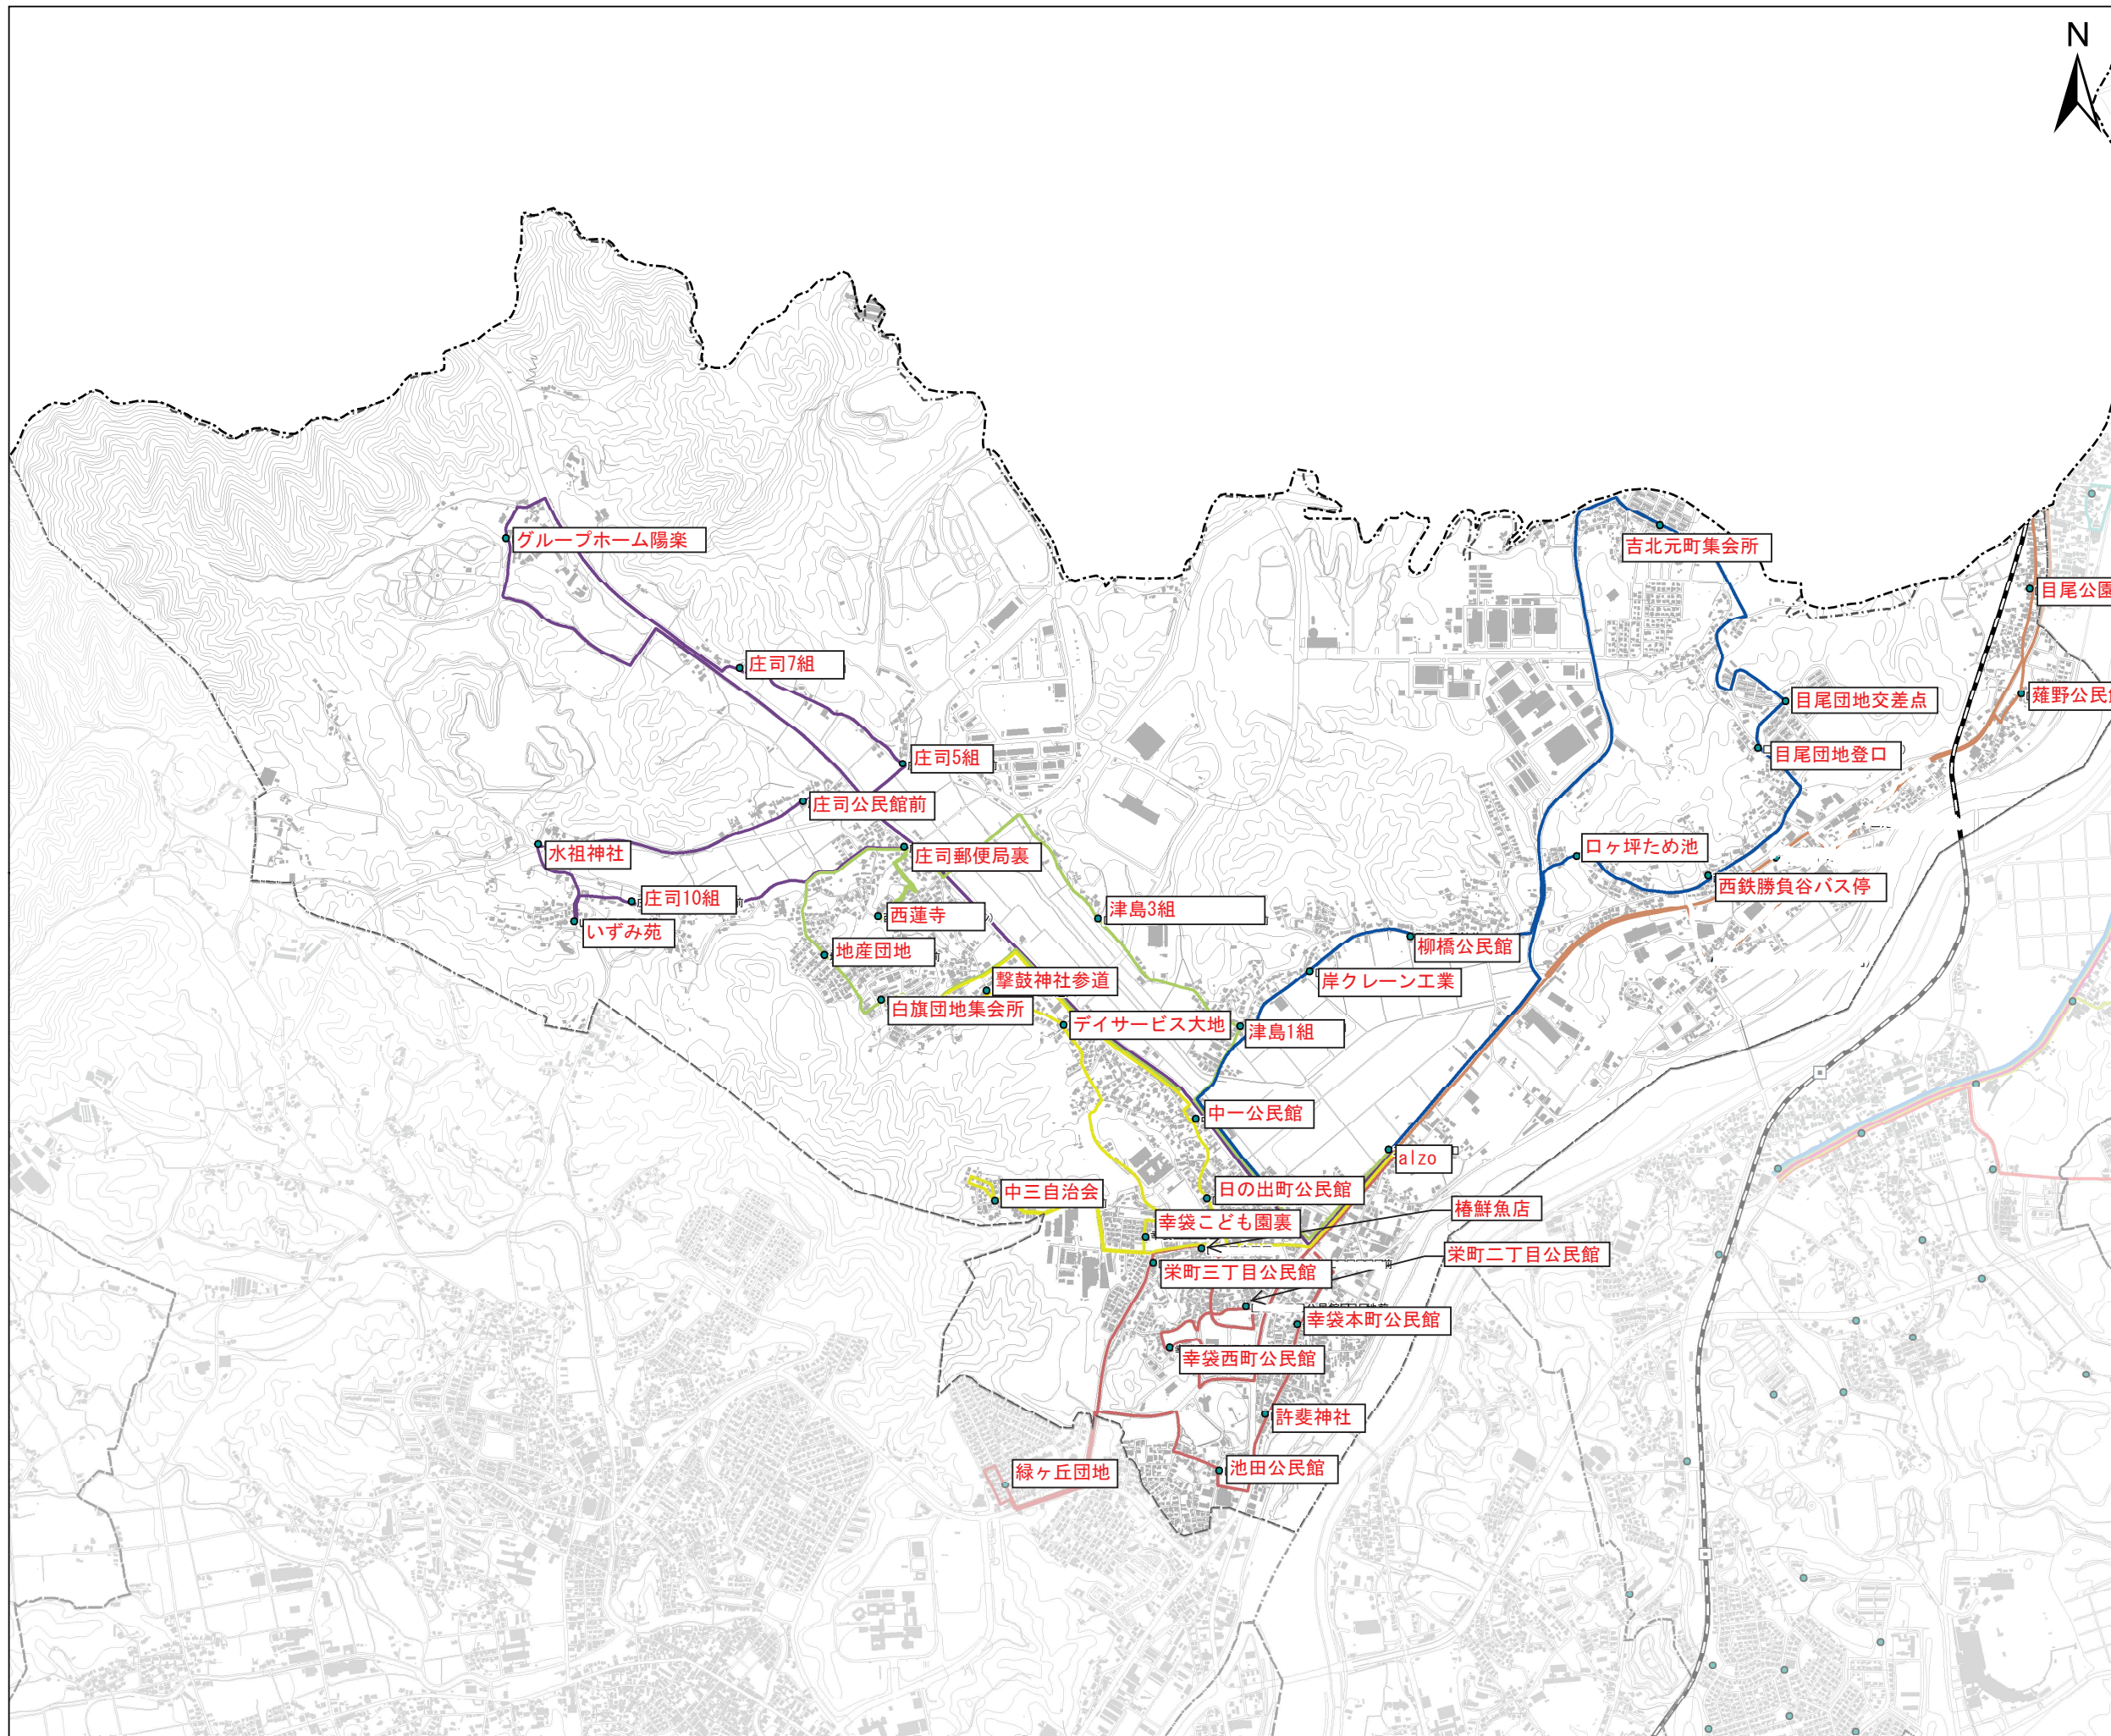 N
グループホーム陽楽
吉北元町集会所
目尾公園
庄司7組
薙野公民館
目尾団地交差点
庄司5組
目尾団地登口
庄司公民館前
水祖神社
庄司郵便局裏
口ヶ坪ため池
庄司10組
西鉄勝負谷バス停
西蓮寺
津島3組
いずみ苑
地産団地
柳橋公民館
撃鼓神社参道
岸クレーン工業
白旗団地集会所
デイサービス大地
津島1組
中一公民館
alzo
中三自治会
日の出町公民館
椿鮮魚店
幸袋こども園裏
栄町二丁目公民館
栄町三丁目公民館
幸袋本町公民館
幸袋西町公民館
許斐神社
緑ヶ丘団地
池田公民館